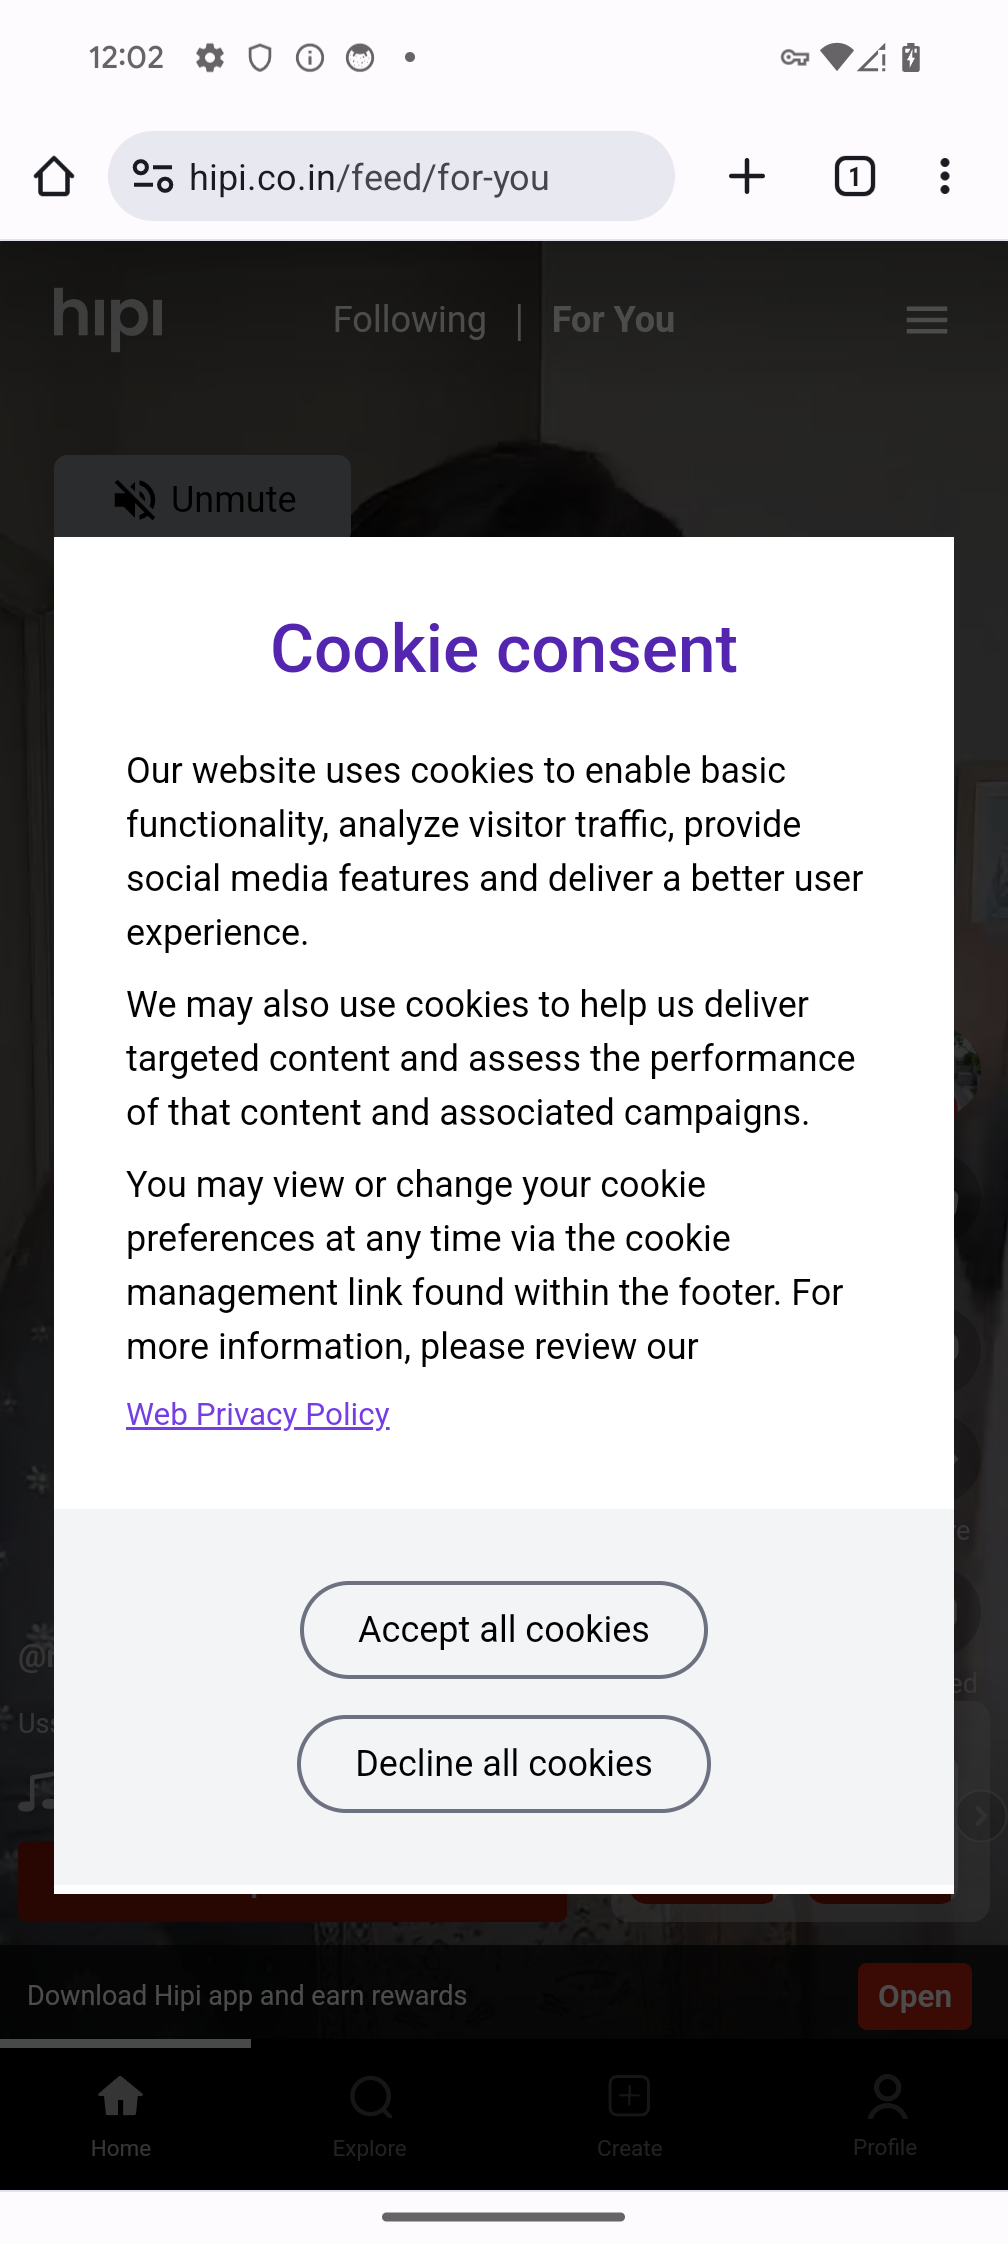 12:02
hipi.co.in/feed/for-you
1
hipi
Following | For You
Unmute
Cookie consent
Our website uses cookies to enable basic
functionality, analyze visitor traffic, provide
social media features and deliver a better user
experience.
We may also use cookies to help us deliver
targeted content and assess the performance
of that content and associated campaigns.
You may view or change your cookie
preferences at any time via the cookie
management link found within the footer. For
more information, please review our
Web Privacy Policy
Accept all cookies
Decline all cookies
Download Hipi app and earn rewards
Open
Home
Explore
Create
Profile